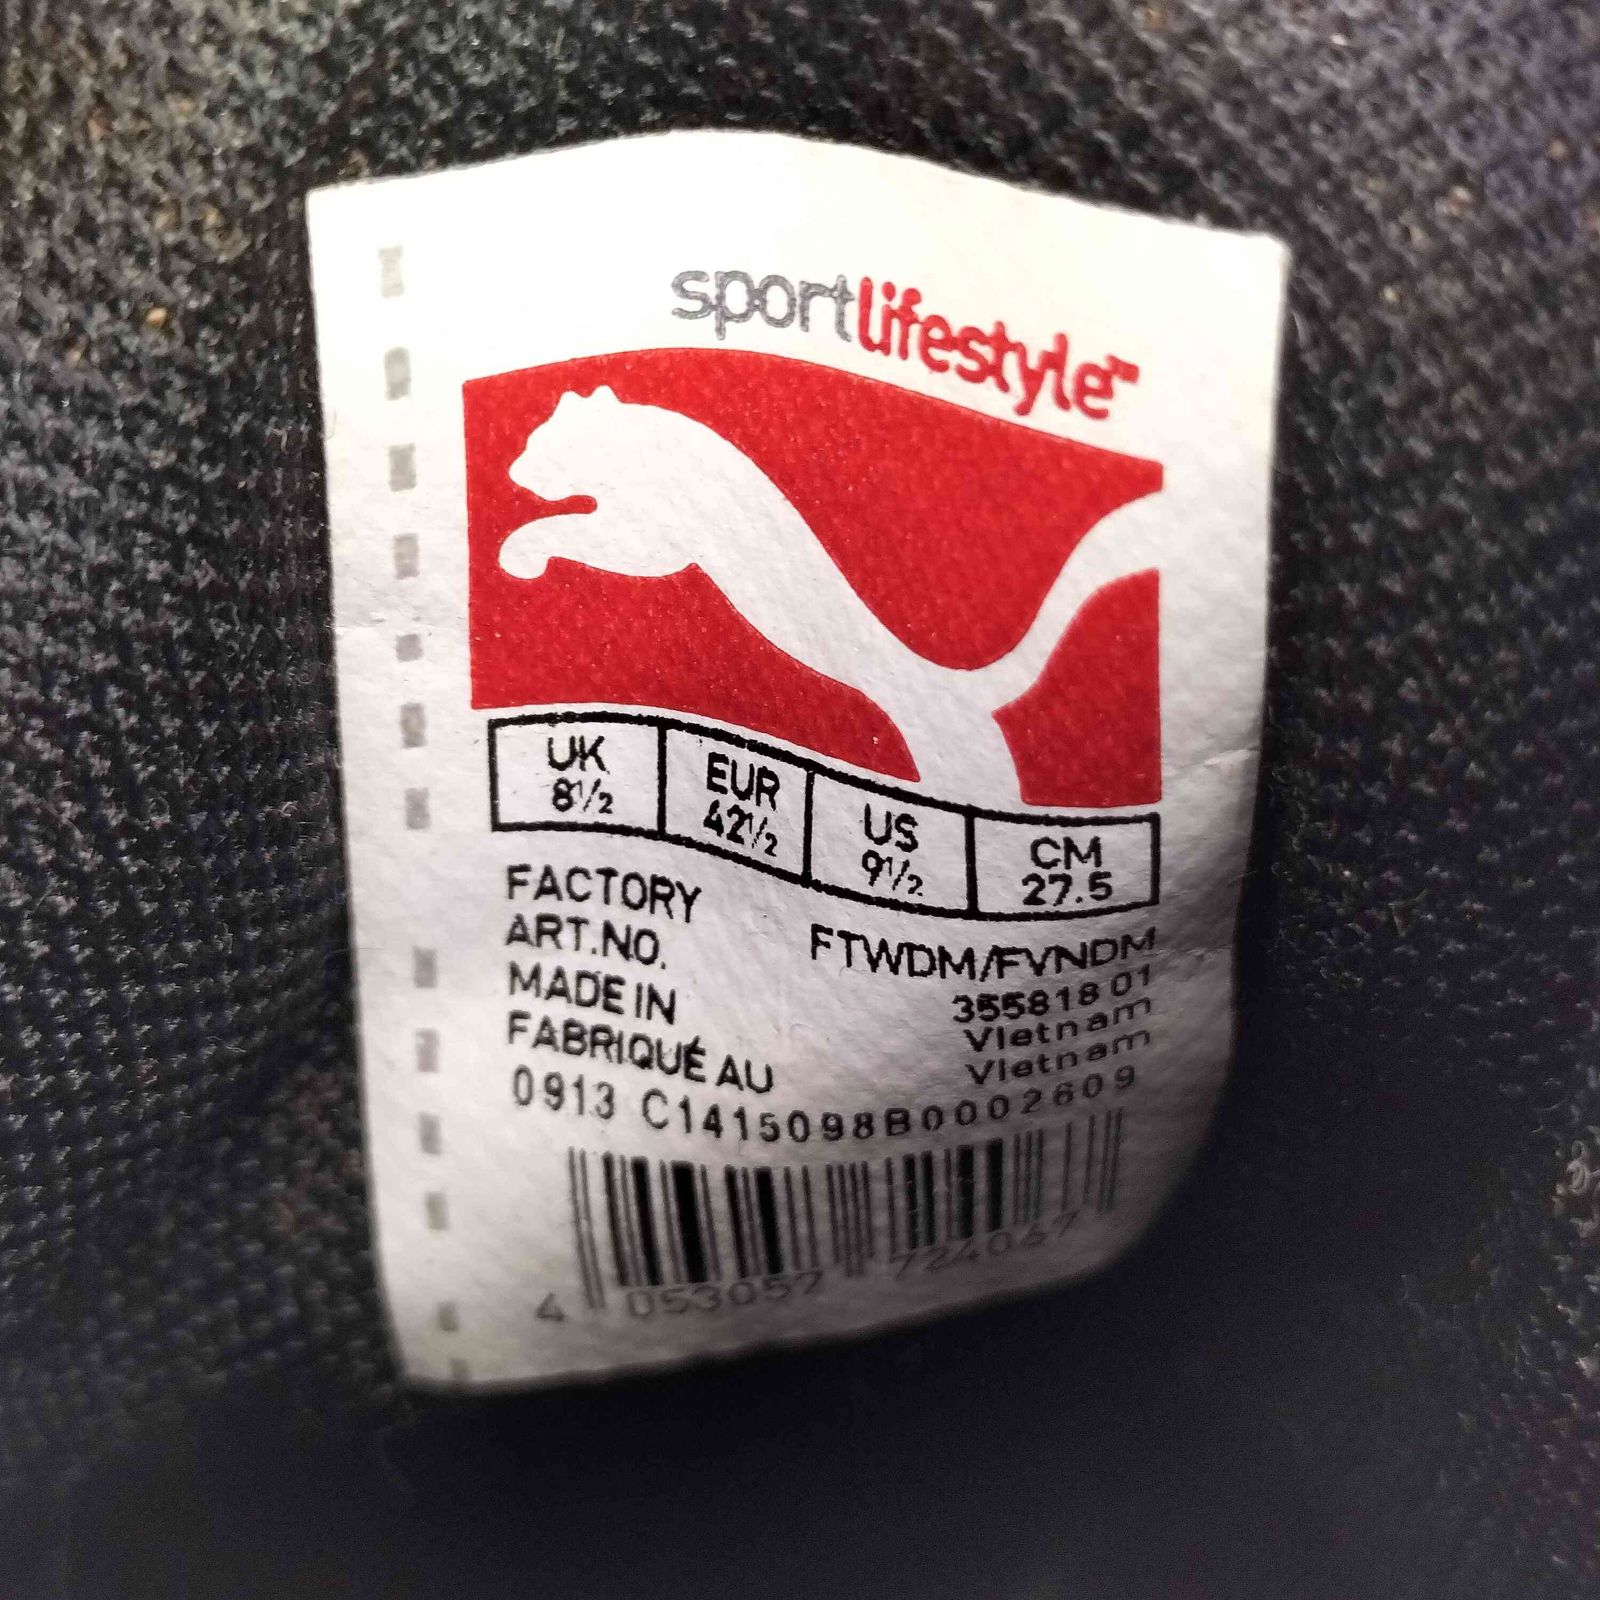 sportlifestyle™
UK EUR US CM
8½ 42½ 9½ 27.5
FACTORY FTWDM/FVNDM
ART.NO. 355818 01
MADE IN Vietnam
FABRIQUÉ AU Vietnam
0913 C1415098B0002609
4 053057 724047